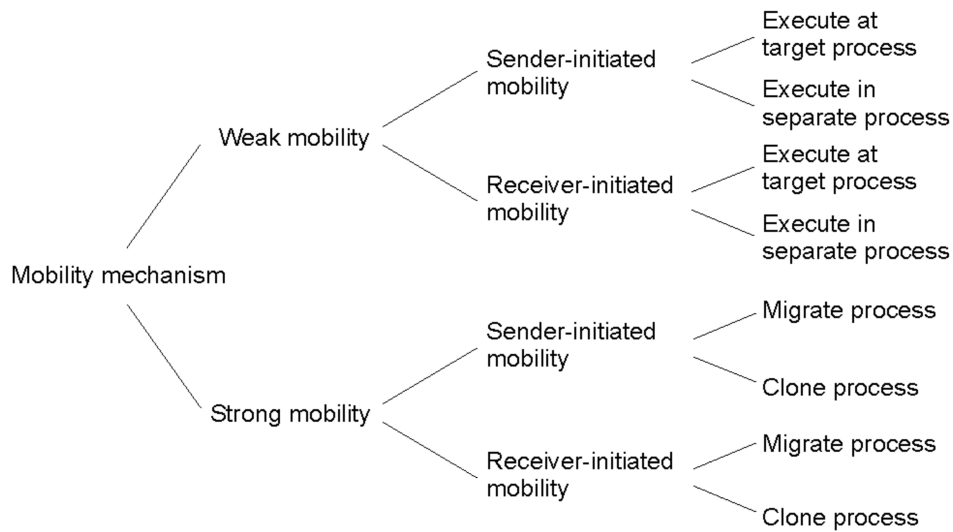 Execute at
target process
Sender-initiated
mobility
Execute in
separate process
Weak mobility
Execute at
target process
Receiver-initiated
mobility
Execute in
separate process
Mobility mechanism
Migrate process
Sender-initiated
mobility
Clone process
Strong mobility
Migrate process
Receiver-initiated
mobility
Clone process